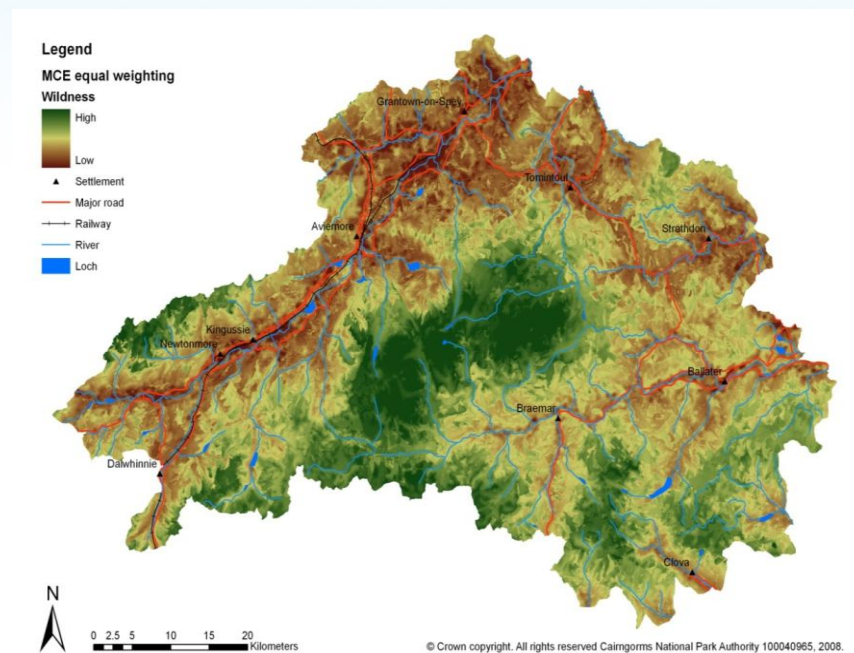 Legend
MCE equal weighting
Wildness
High
Low
Settlement
Major road
Railway
River
Loch
Grantown-on-Spey
Tomintoul
Aviemore
Strathdon
Kingussie
Newtonmore
Ballater
Braemar
Dalwhinnie
Clova
N
0 2.5 5 10 15 20
Kilometers
© Crown copyright. All rights reserved Cairngorms National Park Authority 100040965, 2008.